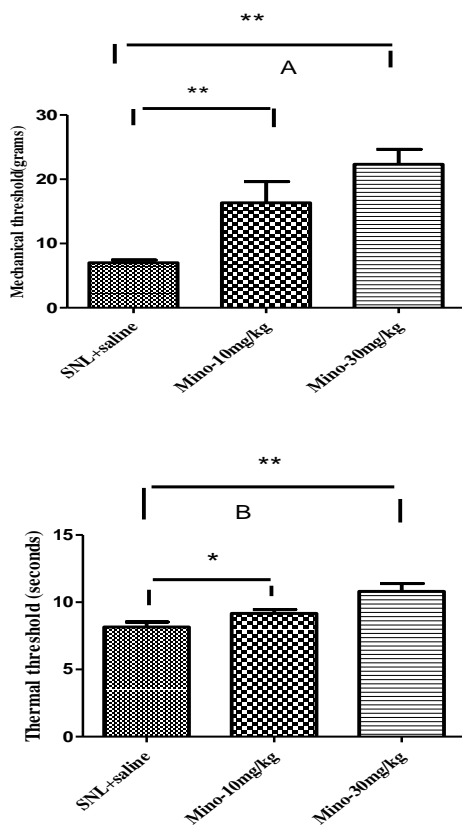 **
A
**
30
20
10
0
Mechanical threshold(grams)
SNL+saline
Mino-10mg/kg
Mino-30mg/kg
**
B
*
15
10
5
0
Thermal threshold (seconds)
SNL+saline
Mino-10mg/kg
Mino-30mg/kg